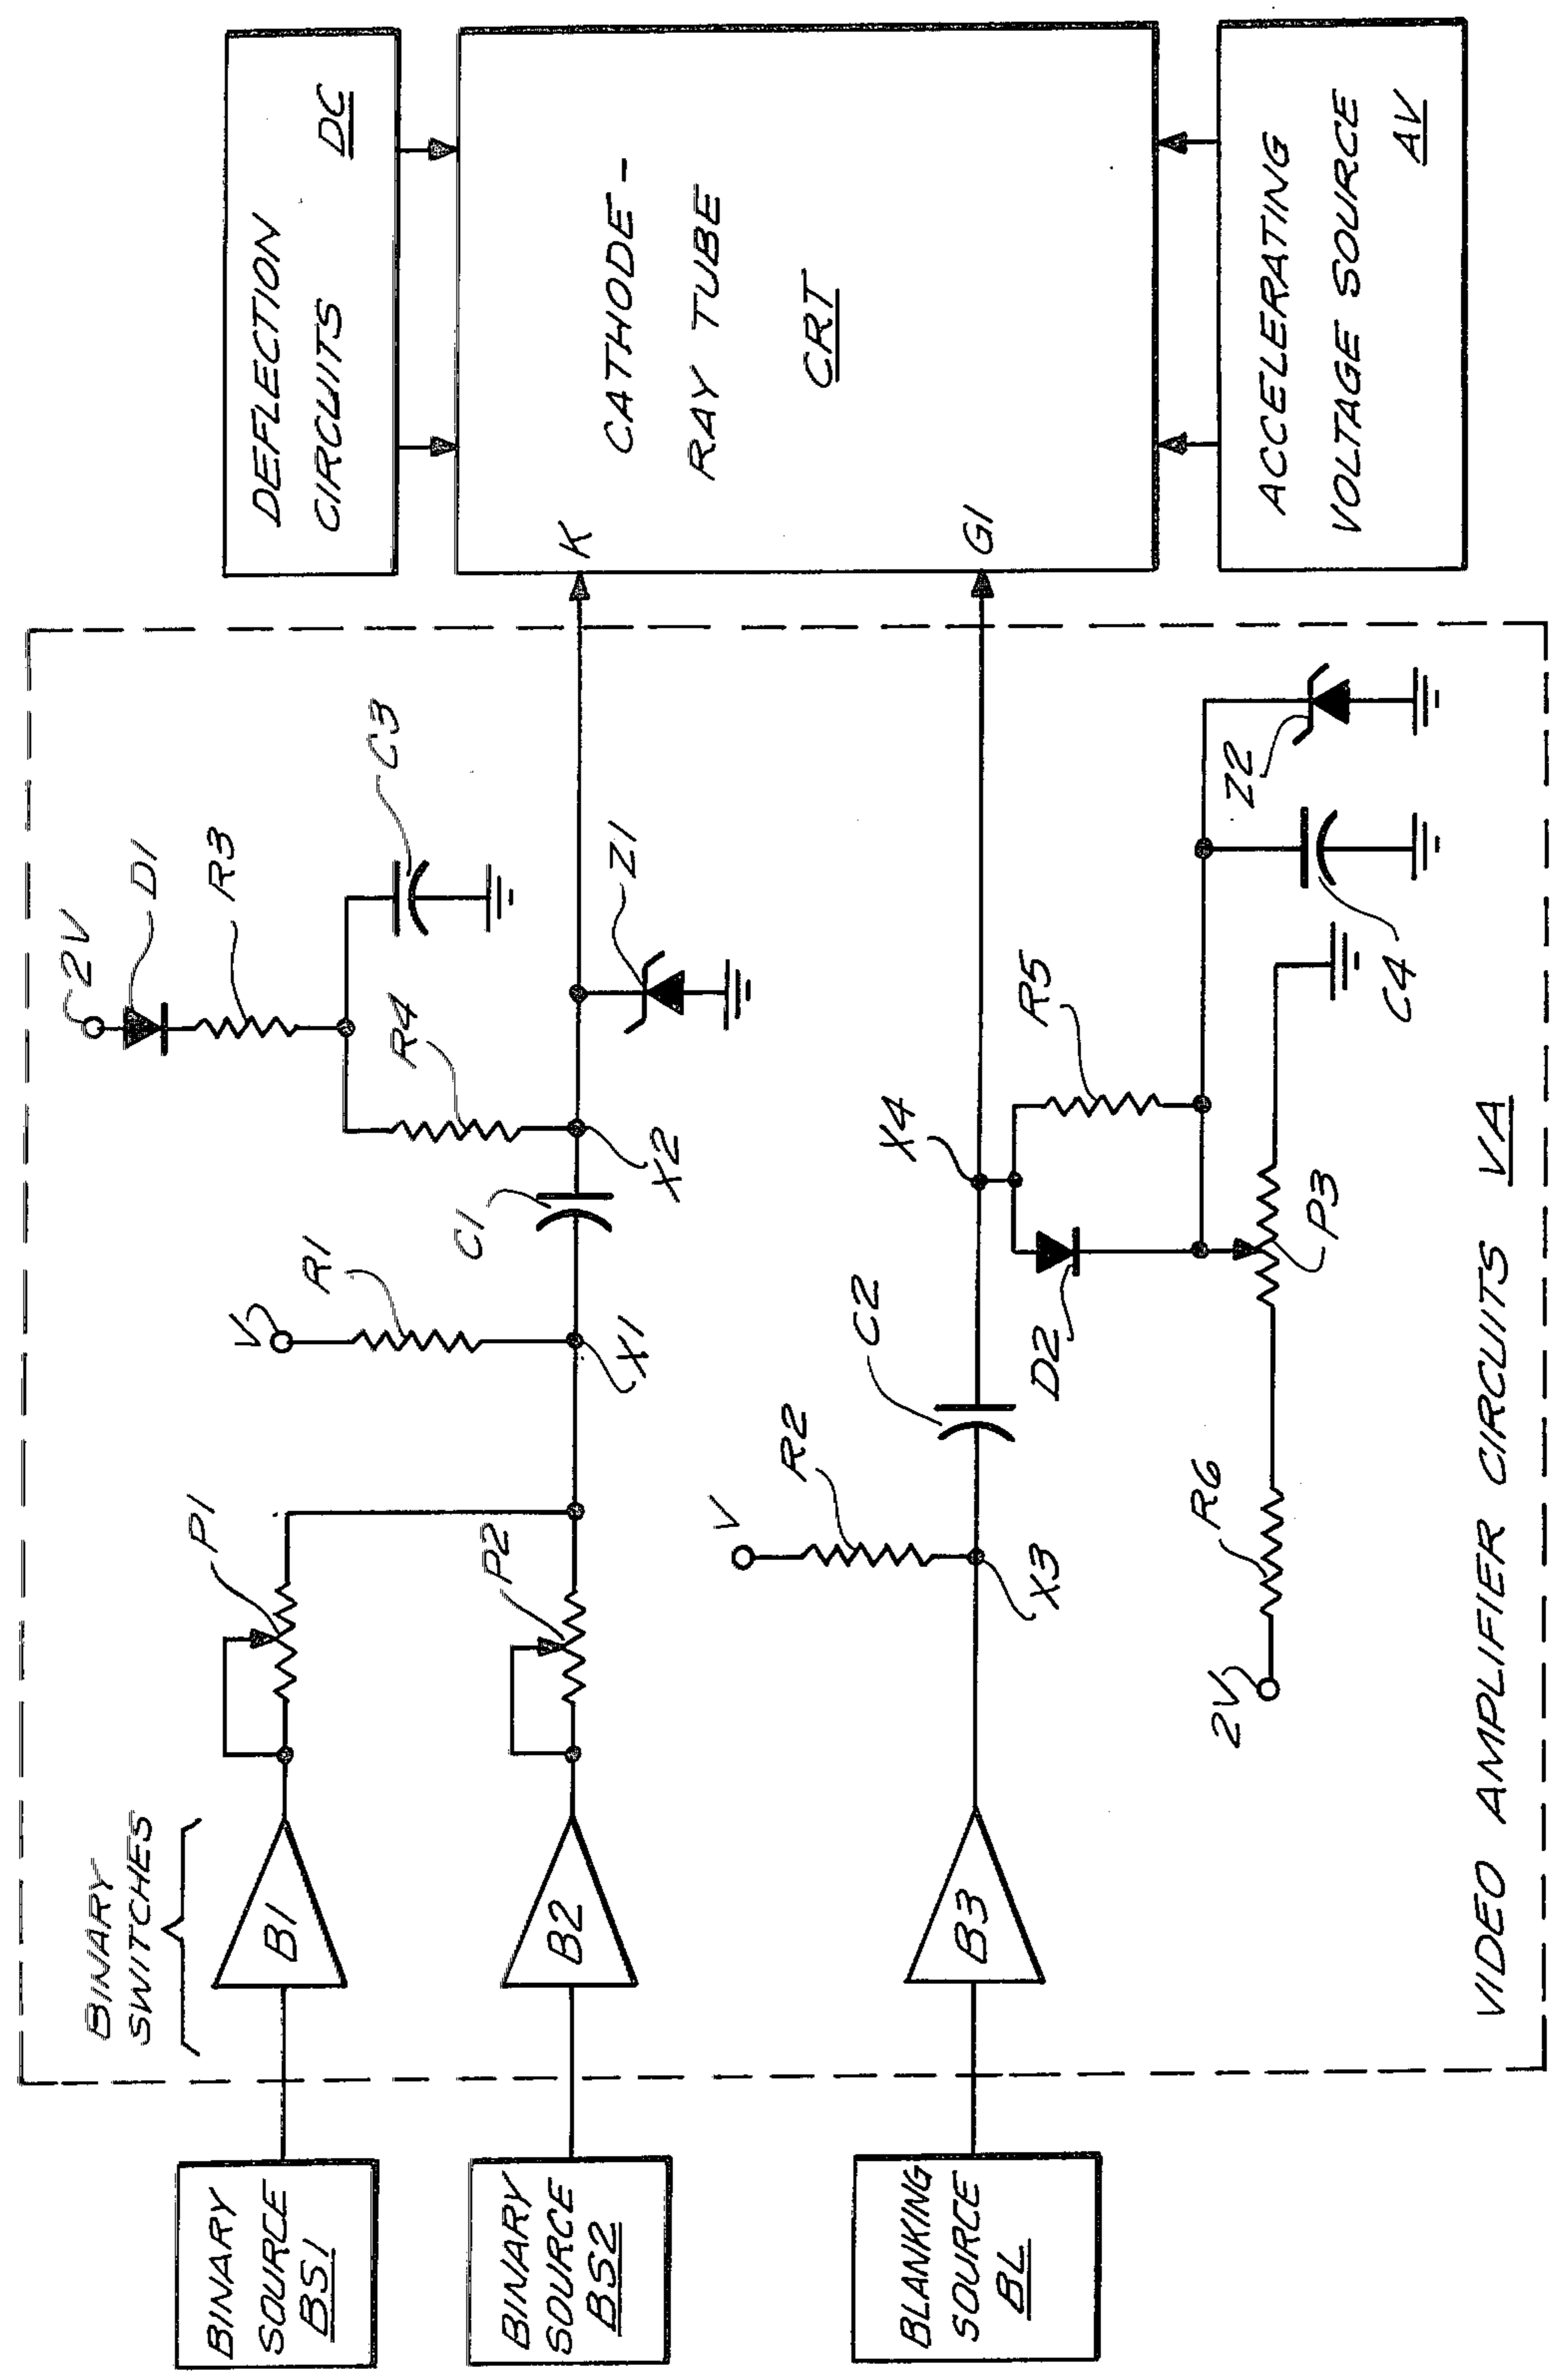 BINARY
SOURCE
BS1
BINARY
SOURCE
BS2
BLANKING
SOURCE
BL
BINARY
SWITCHES
B1
B2
B3
P1
P2
V
R1
X1
C1
X2
2V
D1
R3
R4
C3
Z1
K
V
R2
X3
C2
X4
D2
R5
2V
R6
P3
C4
Z2
G1
VIDEO AMPLIFIER CIRCUITS VA
DEFLECTION
CIRCUITS DC
CATHODE-
RAY TUBE
CRT
ACCELERATING
VOLTAGE SOURCE
AV